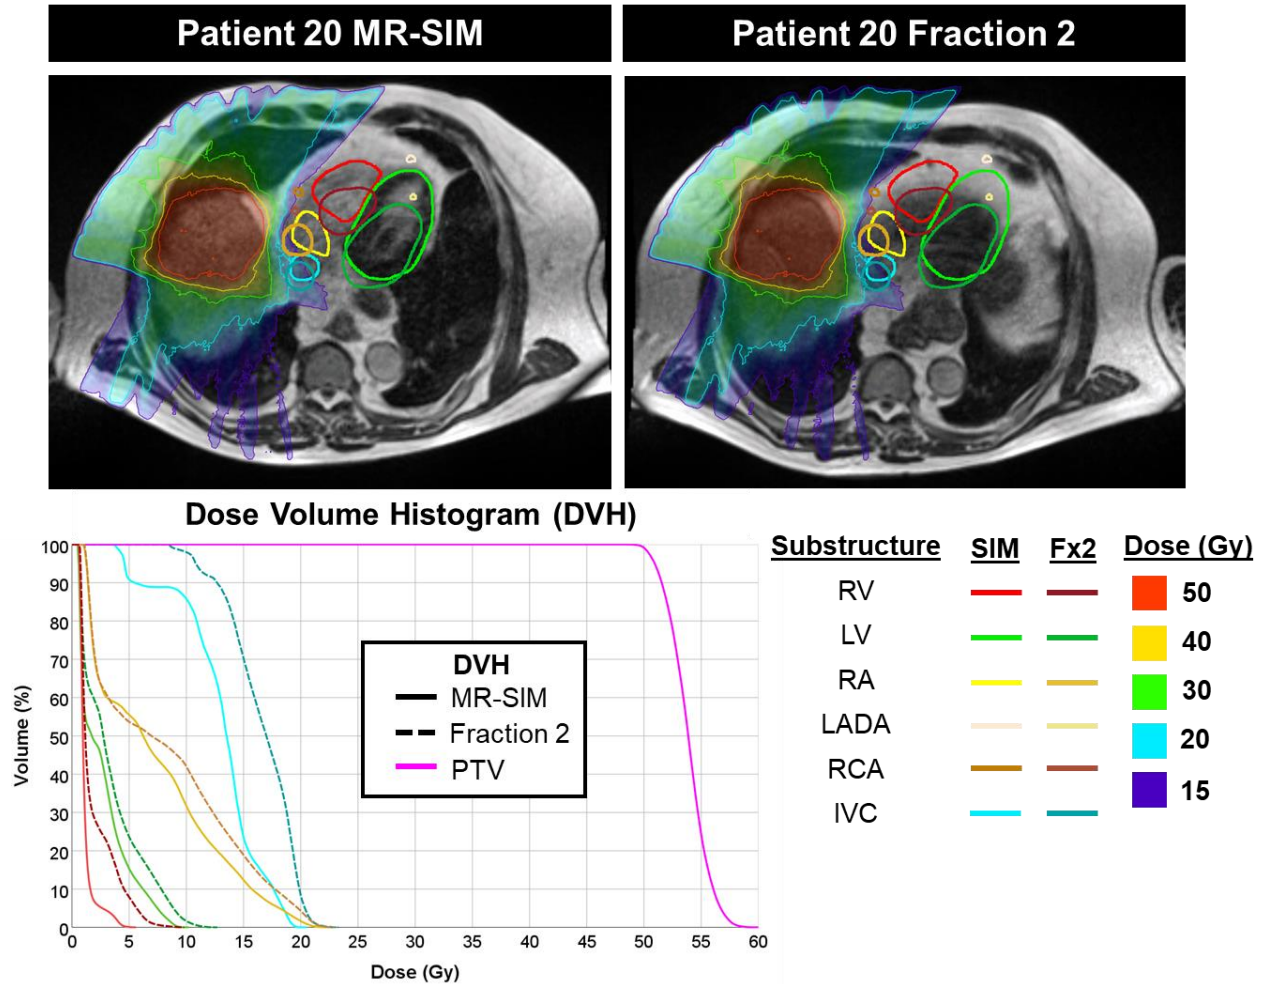 Patient 20 MR-SIM
Patient 20 Fraction 2
Dose Volume Histogram (DVH)
100
90
80
70
60
50
40
30
20
10
0
Volume (%)
0 5 10 15 20 25 30 35 40 45 50 55 60
Dose (Gy)
DVH
MR-SIM
Fraction 2
PTV
Substructure SIM Fx2 Dose (Gy)
RV
LV
RA
LADA
RCA
IVC
50
40
30
20
15